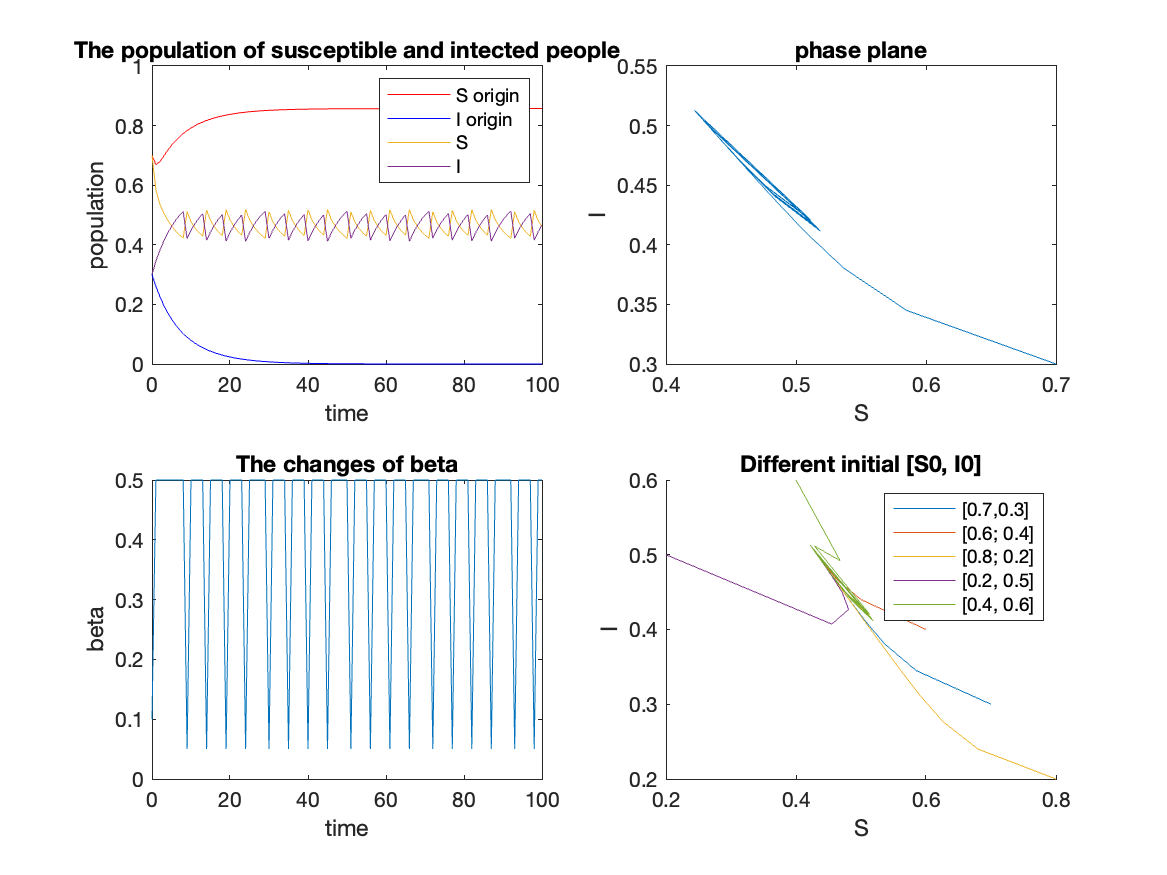 The population of susceptible and intected people
1
0.8
0.6
0.4
0.2
0
population
0 20 40 60 80 100
time
S origin
I origin
S
I
phase plane
0.55
0.5
0.45
0.4
0.35
0.3
I
0.4 0.5 0.6 0.7
S
The changes of beta
0.5
0.4
0.3
0.2
0.1
0
beta
0 20 40 60 80 100
time
Different initial [S0, I0]
0.6
0.5
0.4
0.3
0.2
I
0.2 0.4 0.6 0.8
S
[0.7,0.3]
[0.6; 0.4]
[0.8; 0.2]
[0.2, 0.5]
[0.4, 0.6]